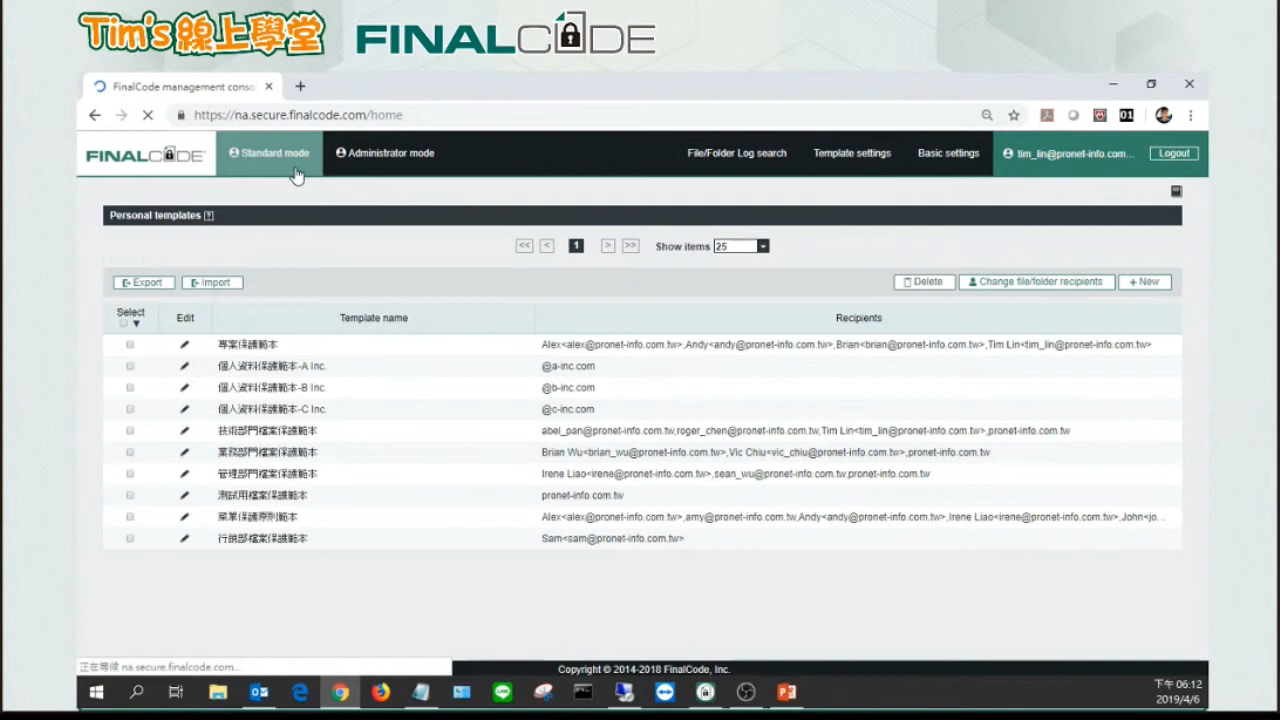 Tim's線上學堂 FINALCODE
FinalCode management conso
https://na.secure.finalcode.com/home
01
FINALCODE Standard mode Administrator mode File/Folder Log search Template settings Basic settings tim_lin@pronet-info.com... Logout
Personal templates [?]
<< < 1 > >> Show items 25
Export Import Delete Change file/folder recipients + New
Select Edit Template name Recipients
專案保護範本 Alex<alex@pronet-info.com.tw>,Andy<andy@pronet-info.com.tw>,Brian<brian@pronet-info.com.tw>,Tim Lin<tim_lin@pronet-info.com.tw>
個人資料保護範本-A Inc. @a-inc.com
個人資料保護範本-B Inc. @b-inc.com
個人資料保護範本-C Inc. @c-inc.com
技術部門檔案保護範本 abel_pan@pronet-info.com.tw,roger_chen@pronet-info.com.tw,Tim Lin<tim_lin@pronet-info.com.tw>,pronet-info.com.tw
業務部門檔案保護範本 Brian Wu<brian_wu@pronet-info.com.tw>,Vic Chiu<vic_chiu@pronet-info.com.tw>,pronet-info.com.tw
管理部門檔案保護範本 Irene Liao<irene@pronet-info.com.tw>,sean_wu@pronet-info.com.tw,pronet-info.com.tw
測試用檔案保護範本 pronet-info.com.tw
菜單保護原則範本 Alex<alex@pronet-info.com.tw>,amy@pronet-info.com.tw,Andy<andy@pronet-info.com.tw>,Irene Liao<irene@pronet-info.com.tw>,John<jo...
行銷部檔案保護範本 Sam<sam@pronet-info.com.tw>
正在等候 na.secure.finalcode.com...
Copyright © 2014-2018 FinalCode, Inc.
下午 06:12
2019/4/6